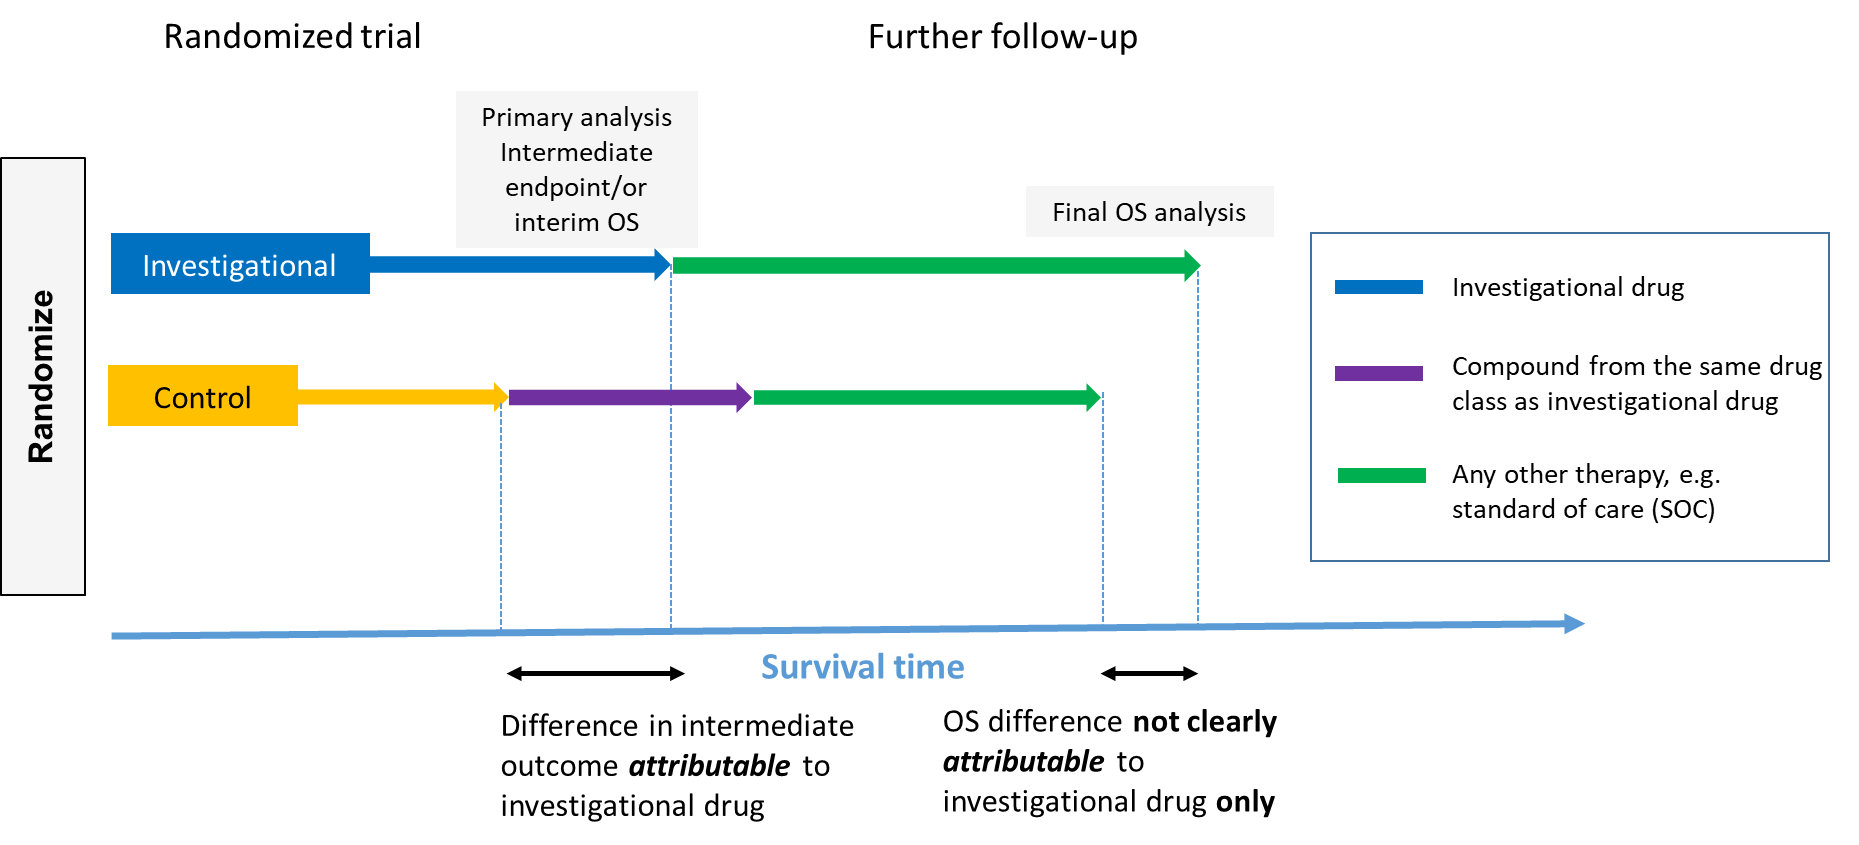 Randomized trial
Further follow-up
Primary analysis
Intermediate
endpoint/or
interim OS
Final OS analysis
Randomize
Investigational
Control
Investigational drug
Compound from the same drug
class as investigational drug
Any other therapy, e.g.
standard of care (SOC)
Survival time
Difference in intermediate
outcome attributable to
investigational drug
OS difference not clearly
attributable to
investigational drug only